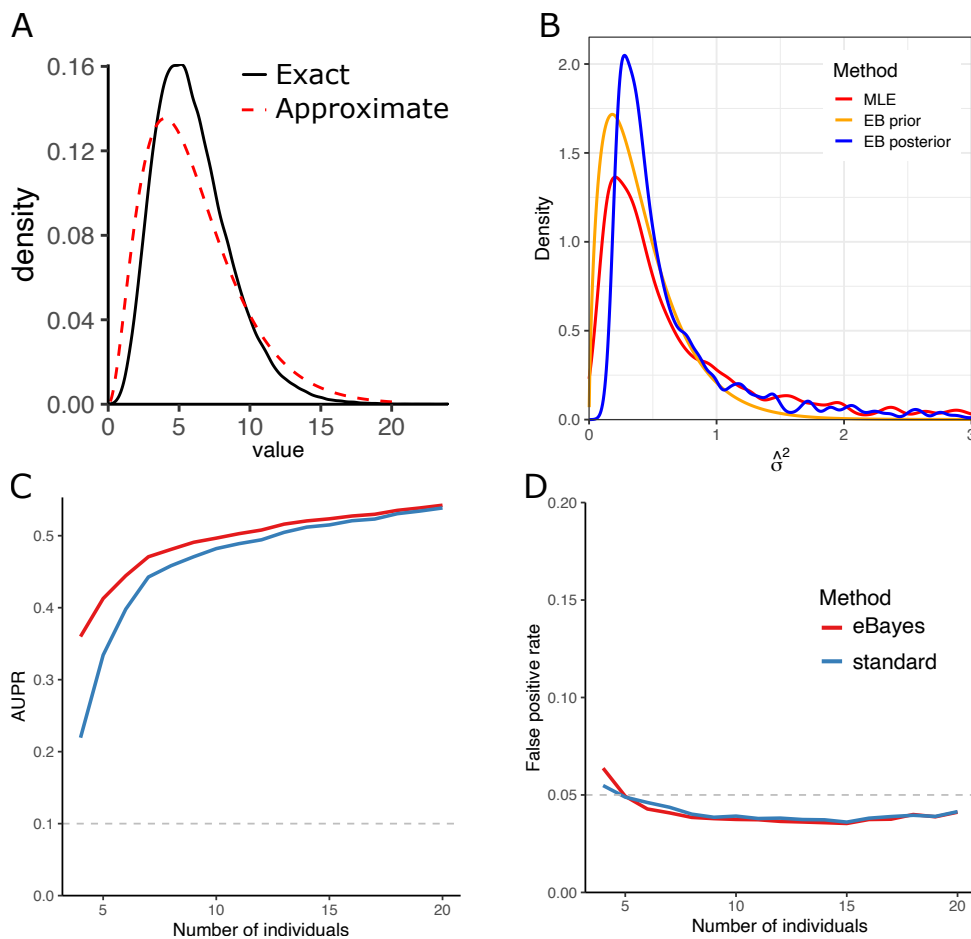 A
0.16
0.12
0.08
0.04
0.00
density
0
5
10
15
20
value
Exact
Approximate
B
2.0
1.5
1.0
0.5
0.0
Density
0
1
2
3
σ̂²
Method
MLE
EB prior
EB posterior
C
0.5
0.4
0.3
0.2
0.1
0.0
AUPR
5
10
15
20
Number of individuals
D
0.20
0.15
0.10
0.05
0.00
False positive rate
5
10
15
20
Number of individuals
Method
eBayes
standard